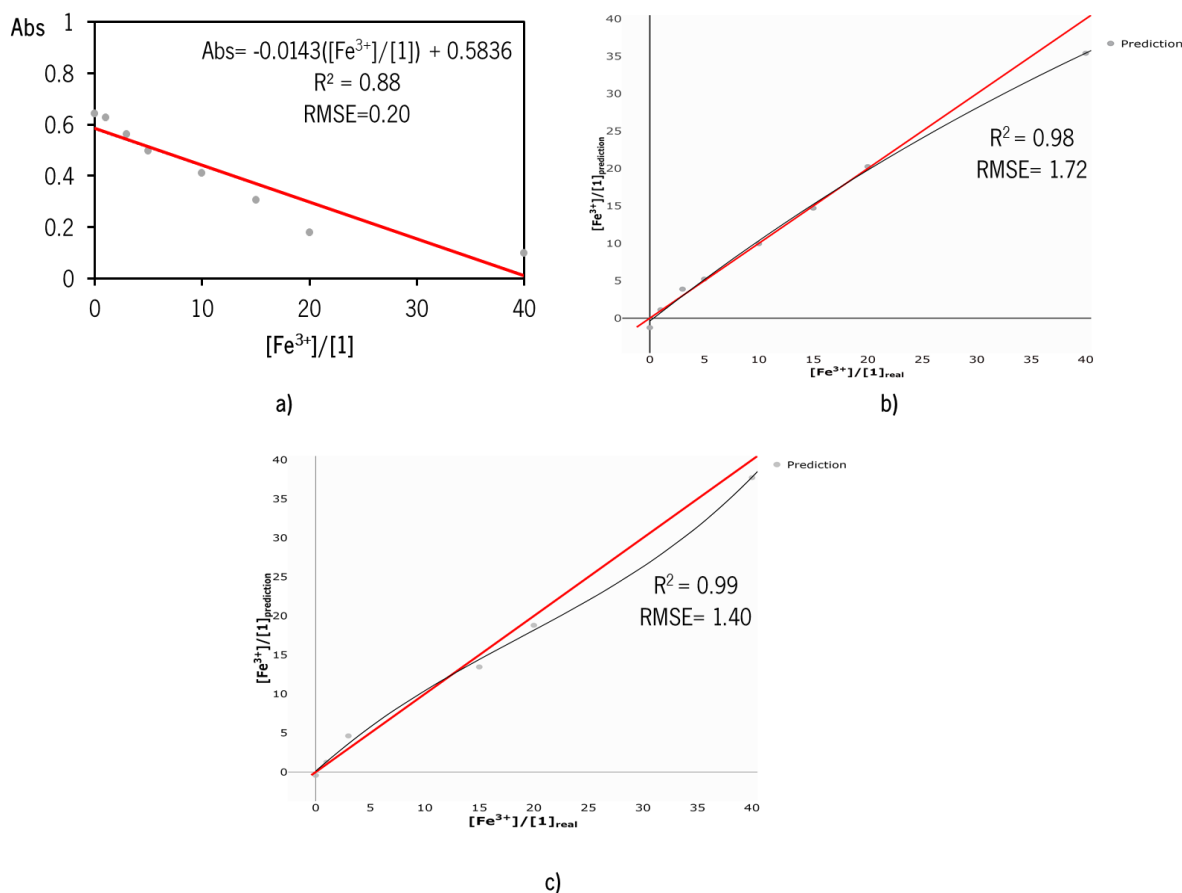 Abs
1
0.8
0.6
0.4
0.2
0
Abs= -0.0143([Fe³⁺]/[1]) + 0.5836
R² = 0.88
RMSE=0.20
0 10 20 30 40
[Fe³⁺]/[1]
a)
40
35
30
25
20
15
10
5
0
[Fe³⁺]/[1]prediction
Prediction
R² = 0.98
RMSE= 1.72
0 5 10 15 20 25 30 35 40
[Fe³⁺]/[1]real
b)
40
35
30
25
20
15
10
5
0
[Fe³⁺]/[1]prediction
Prediction
R² = 0.99
RMSE= 1.40
0 5 10 15 20 25 30 35 40
[Fe³⁺]/[1]real
c)